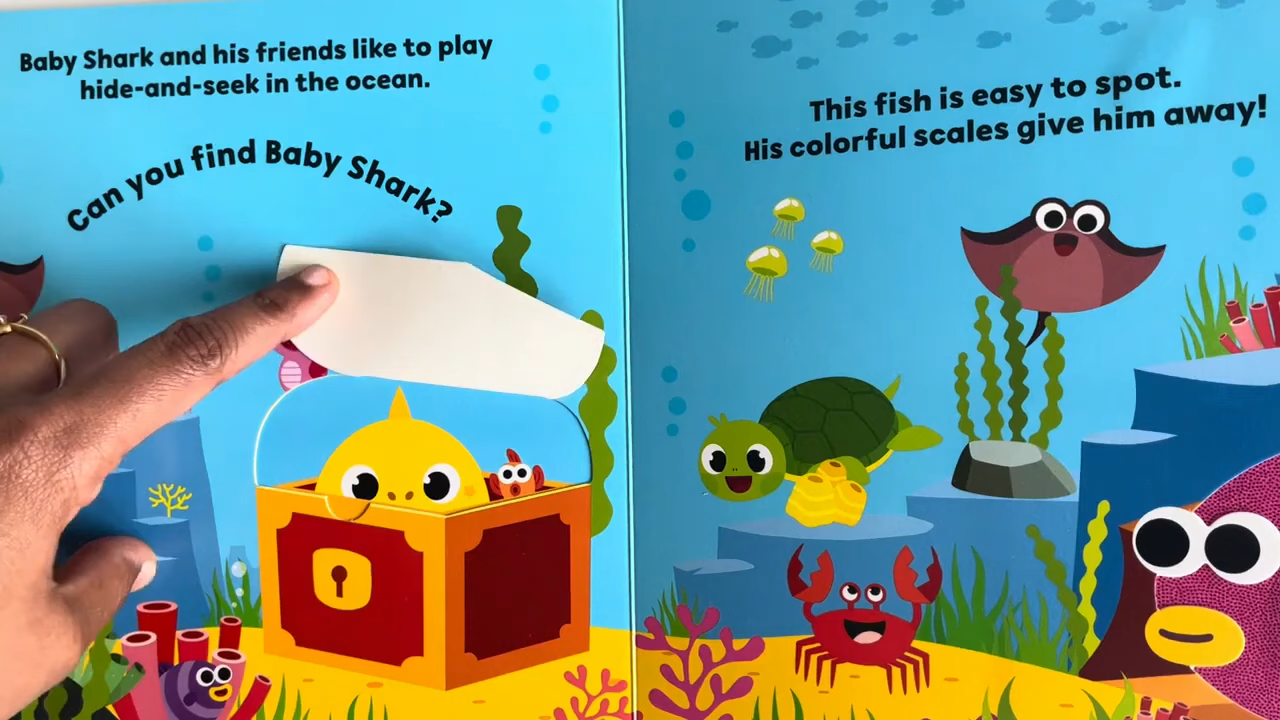 Baby Shark and his friends like to play
hide-and-seek in the ocean.
Can you find Baby Shark?
This fish is easy to spot.
His colorful scales give him away!